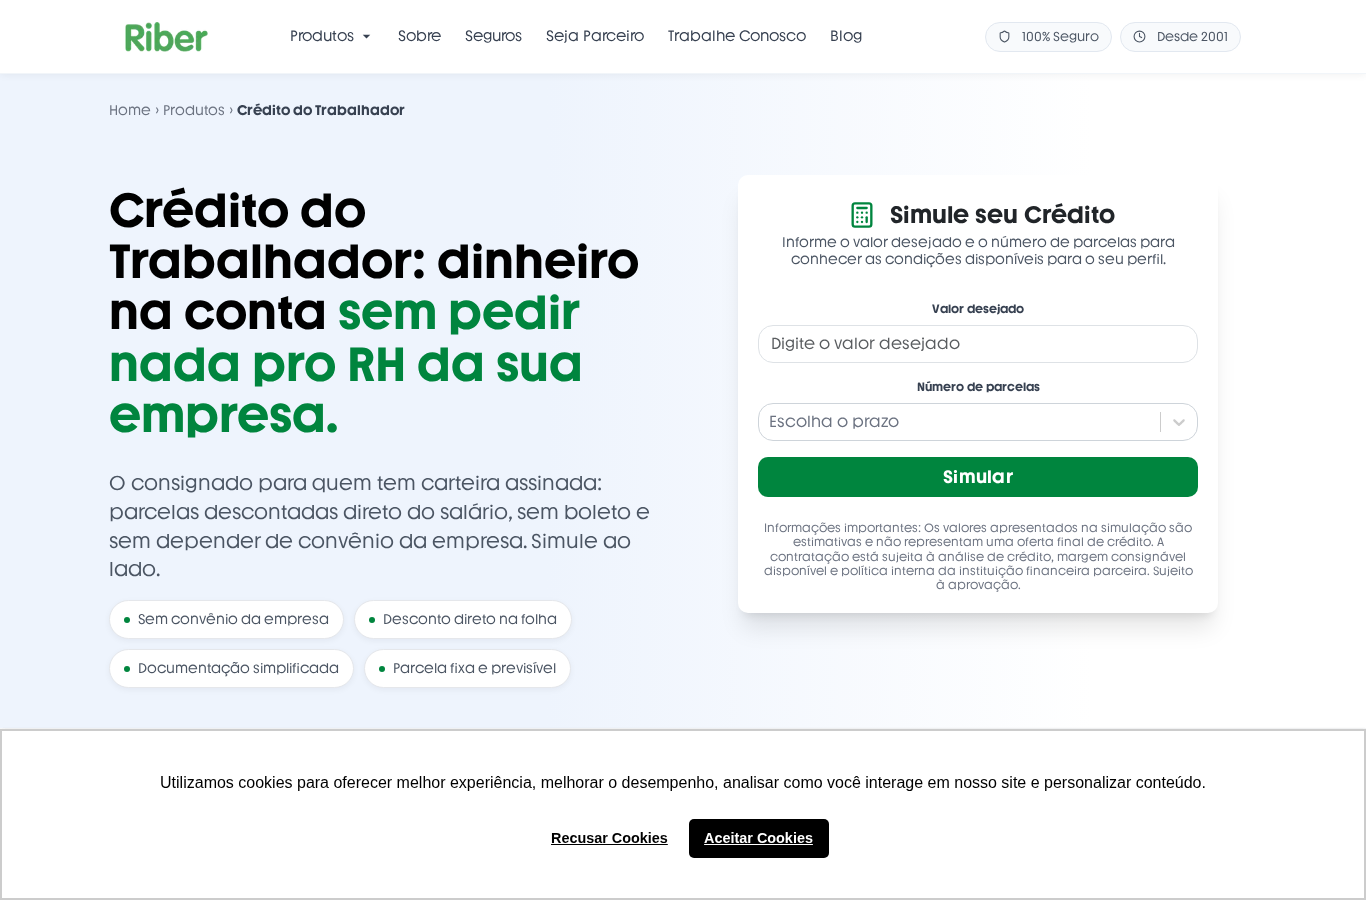 Riber
Produtos
Sobre
Seguros
Seja Parceiro
Trabalhe Conosco
Blog
100% Seguro
Desde 2001
Home › Produtos › Crédito do Trabalhador
Crédito do
Trabalhador: dinheiro
na conta sem pedir
nada pro RH da sua
empresa.
O consignado para quem tem carteira assinada:
parcelas descontadas direto do salário, sem boleto e
sem depender de convênio da empresa. Simule ao
lado.
Sem convênio da empresa
Desconto direto na folha
Documentação simplificada
Parcela fixa e previsível
Simule seu Crédito
Informe o valor desejado e o número de parcelas para
conhecer as condições disponíveis para o seu perfil.
Valor desejado
Digite o valor desejado
Número de parcelas
Escolha o prazo
Simular
Informações importantes: Os valores apresentados na simulação são
estimativas e não representam uma oferta final de crédito. A
contratação está sujeita à análise de crédito, margem consignável
disponível e política interna da instituição financeira parceira. Sujeito
à aprovação.
Utilizamos cookies para oferecer melhor experiência, melhorar o desempenho, analisar como você interage em nosso site e personalizar conteúdo.
Recusar Cookies
Aceitar Cookies